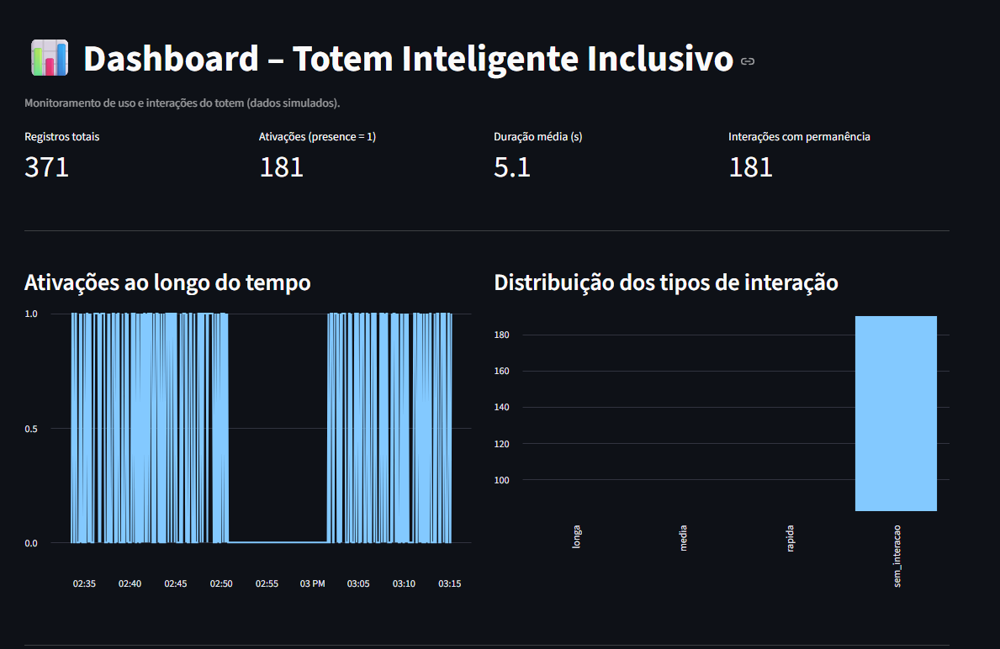 Dashboard – Totem Inteligente Inclusivo
Monitoramento de uso e interações do totem (dados simulados).
Registros totais
371
Ativações (presence = 1)
181
Duração média (s)
5.1
Interações com permanência
181
Ativações ao longo do tempo
1.0
0.5
0.0
02:35 02:40 02:45 02:50 02:55 03 PM 03:05 03:10 03:15
Distribuição dos tipos de interação
180
160
140
120
100
longa
media
rapida
sem_interacao